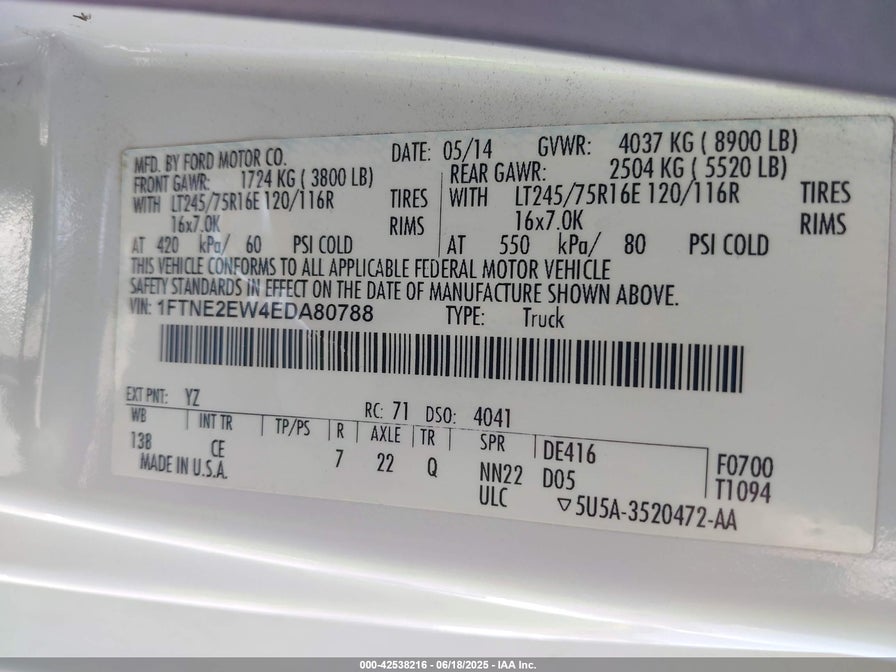 MFD. BY FORD MOTOR CO. DATE: 05/14 GVWR: 4037 KG ( 8900 LB)
FRONT GAWR: 1724 KG ( 3800 LB) REAR GAWR: 2504 KG ( 5520 LB)
WITH LT245/75R16E 120/116R TIRES WITH LT245/75R16E 120/116R TIRES
16x7.0K RIMS 16x7.0K RIMS
AT 420 kPa/ 60 PSI COLD AT 550 kPa/ 80 PSI COLD
THIS VEHICLE CONFORMS TO ALL APPLICABLE FEDERAL MOTOR VEHICLE
SAFETY STANDARDS IN EFFECT ON THE DATE OF MANUFACTURE SHOWN ABOVE.
VIN: 1FTNE2EW4EDA80788 TYPE: Truck
EXT PNT: YZ RC: 71 DSO: 4041
WB INT TR TP/PS R AXLE TR SPR DE416 F0700
138 CE 7 22 Q NN22 D05 T1094
MADE IN U.S.A. ULC ▽5U5A-3520472-AA
000-42538216 - 06/18/2025 - IAA Inc.